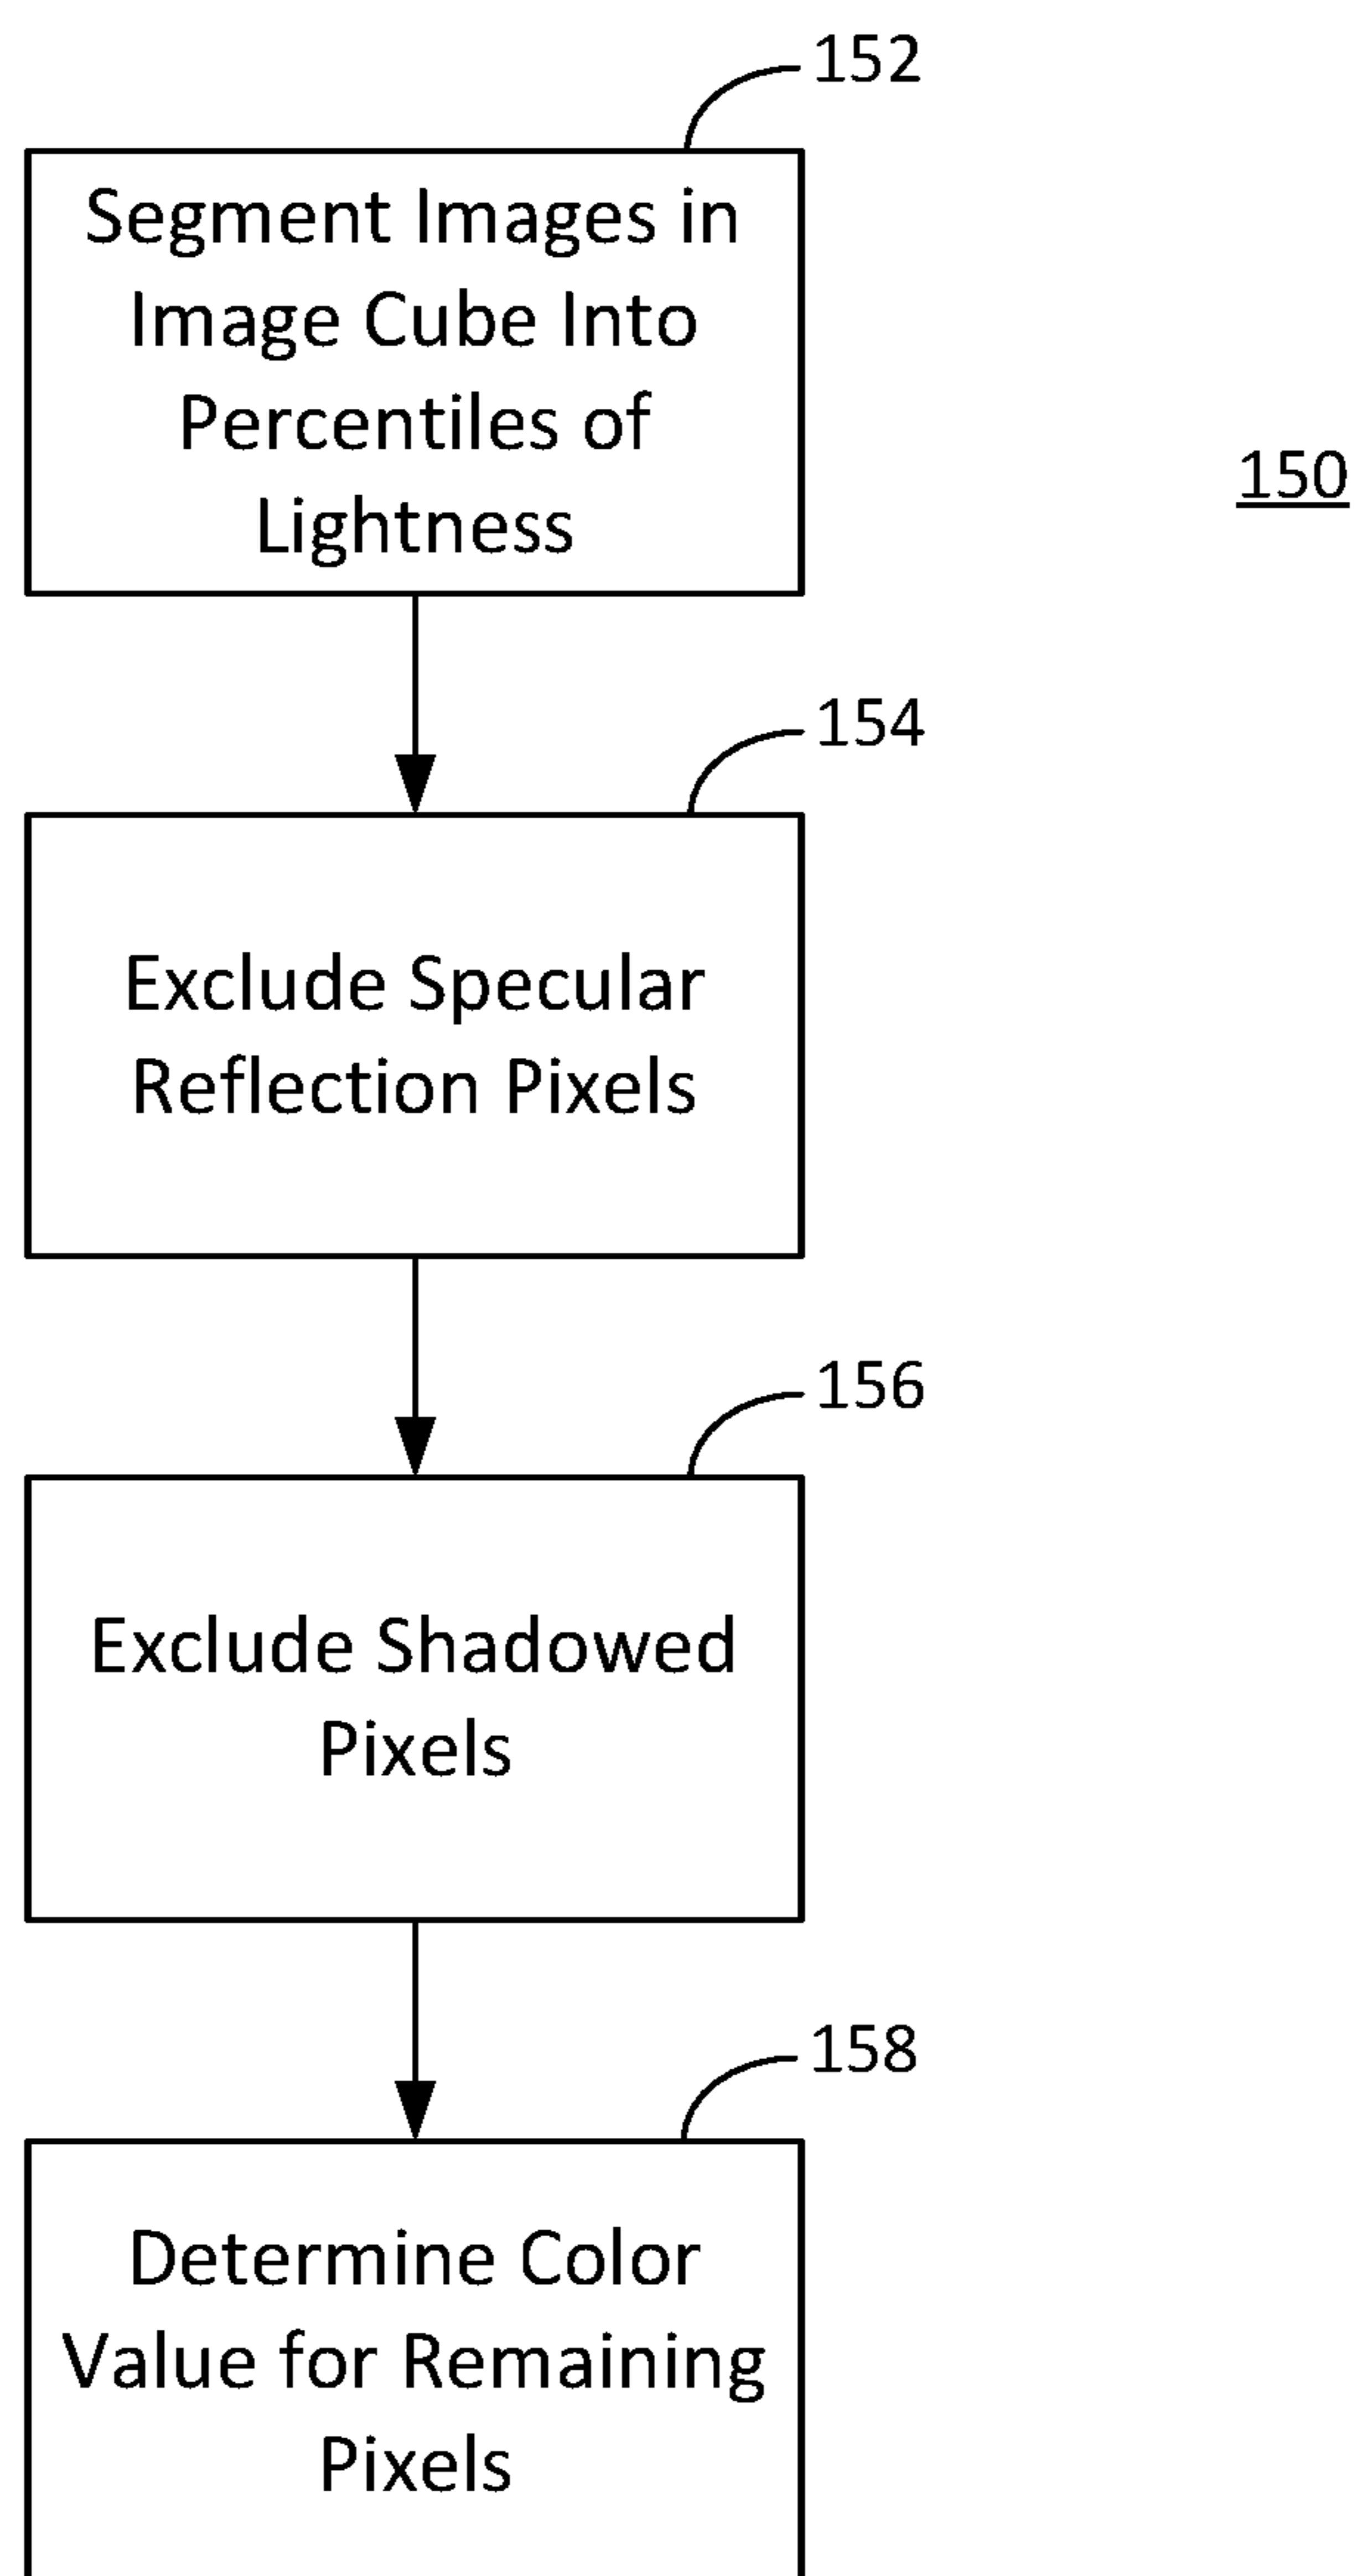 152
Segment Images in
Image Cube Into
Percentiles of
Lightness
150
154
Exclude Specular
Reflection Pixels
156
Exclude Shadowed
Pixels
158
Determine Color
Value for Remaining
Pixels